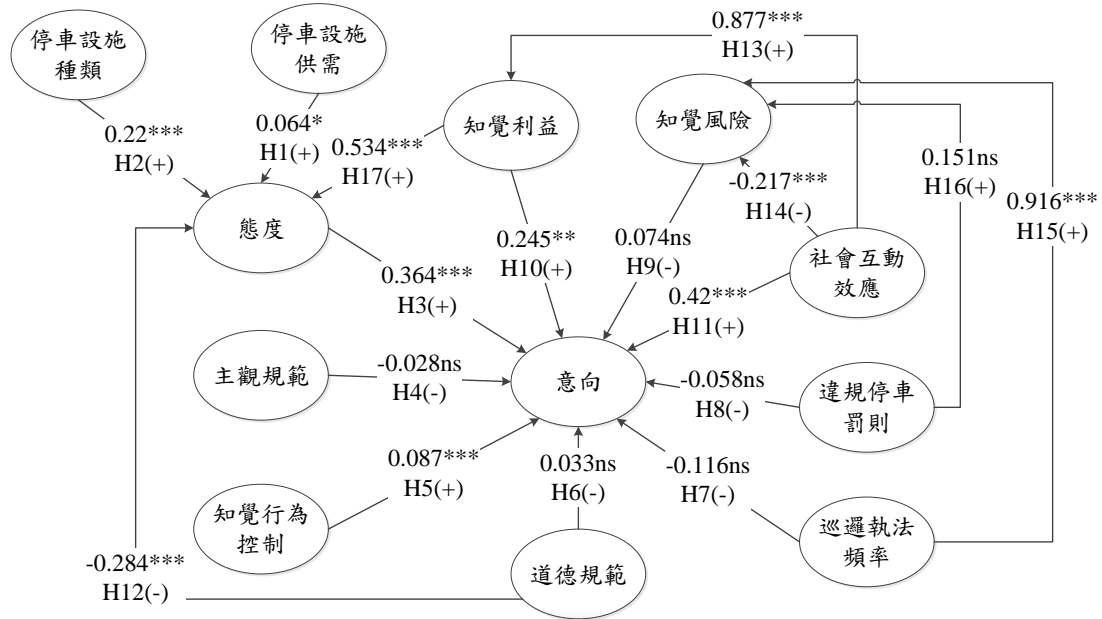 停車設施
種類
停車設施
供需
0.877***
H13(+)
知覺利益
知覺風險
0.22***
H2(+)
0.064*
H1(+)
0.534***
H17(+)
0.151ns
H16(+)
-0.217***
H14(-)
0.916***
H15(+)
態度
0.245**
H10(+)
0.074ns
H9(-)
社會互動
效應
0.364***
H3(+)
0.42***
H11(+)
主觀規範
-0.028ns
H4(-)
意向
-0.058ns
H8(-)
違規停車
罰則
0.087***
H5(+)
0.033ns
H6(-)
-0.116ns
H7(-)
知覺行為
控制
巡邏執法
頻率
-0.284***
H12(-)
道德規範